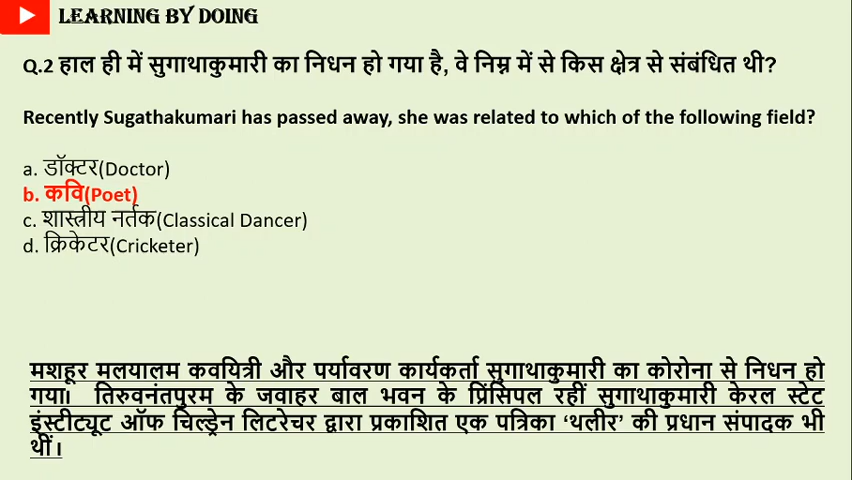 LEARNING BY DOING
Q.2 हाल ही में सुगाथाकुमारी का निधन हो गया है, वे निम्न में से किस क्षेत्र से संबंधित थी?
Recently Sugathakumari has passed away, she was related to which of the following field?
a. डॉक्टर(Doctor)
b. कवि(Poet)
c. शास्त्रीय नर्तक(Classical Dancer)
d. क्रिकेटर(Cricketer)
मशहूर मलयालम कवयित्री और पर्यावरण कार्यकर्ता सुगाथाकुमारी का कोरोना से निधन हो
गया। तिरुवनंतपुरम के जवाहर बाल भवन के प्रिंसिपल रहीं सुगाथाकुमारी केरल स्टेट
इंस्टीट्यूट ऑफ चिल्ड्रेन लिटरेचर द्वारा प्रकाशित एक पत्रिका ‘थलीर’ की प्रधान संपादक भी
थीं।